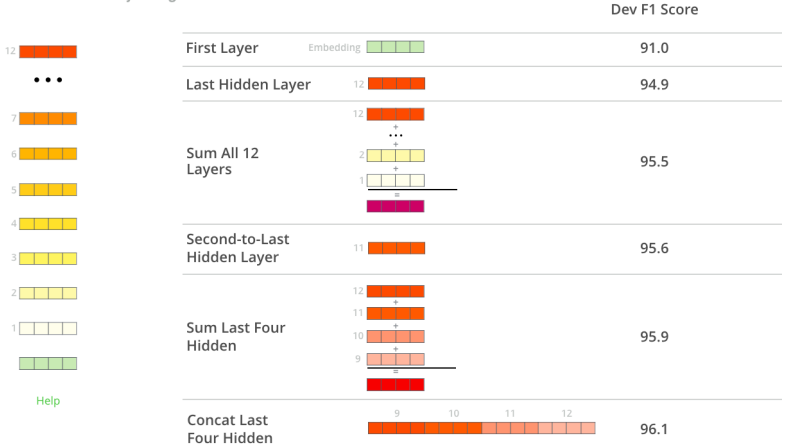 Dev F1 Score
12
First Layer
Embedding
91.0
Last Hidden Layer
12
94.9
7
6
5
4
3
2
1
Help
Sum All 12
Layers
12
+
...
+
2
+
1
=
95.5
Second-to-Last
Hidden Layer
11
95.6
Sum Last Four
Hidden
12
+
11
+
10
+
9
=
95.9
Concat Last
Four Hidden
9 10 11 12
96.1